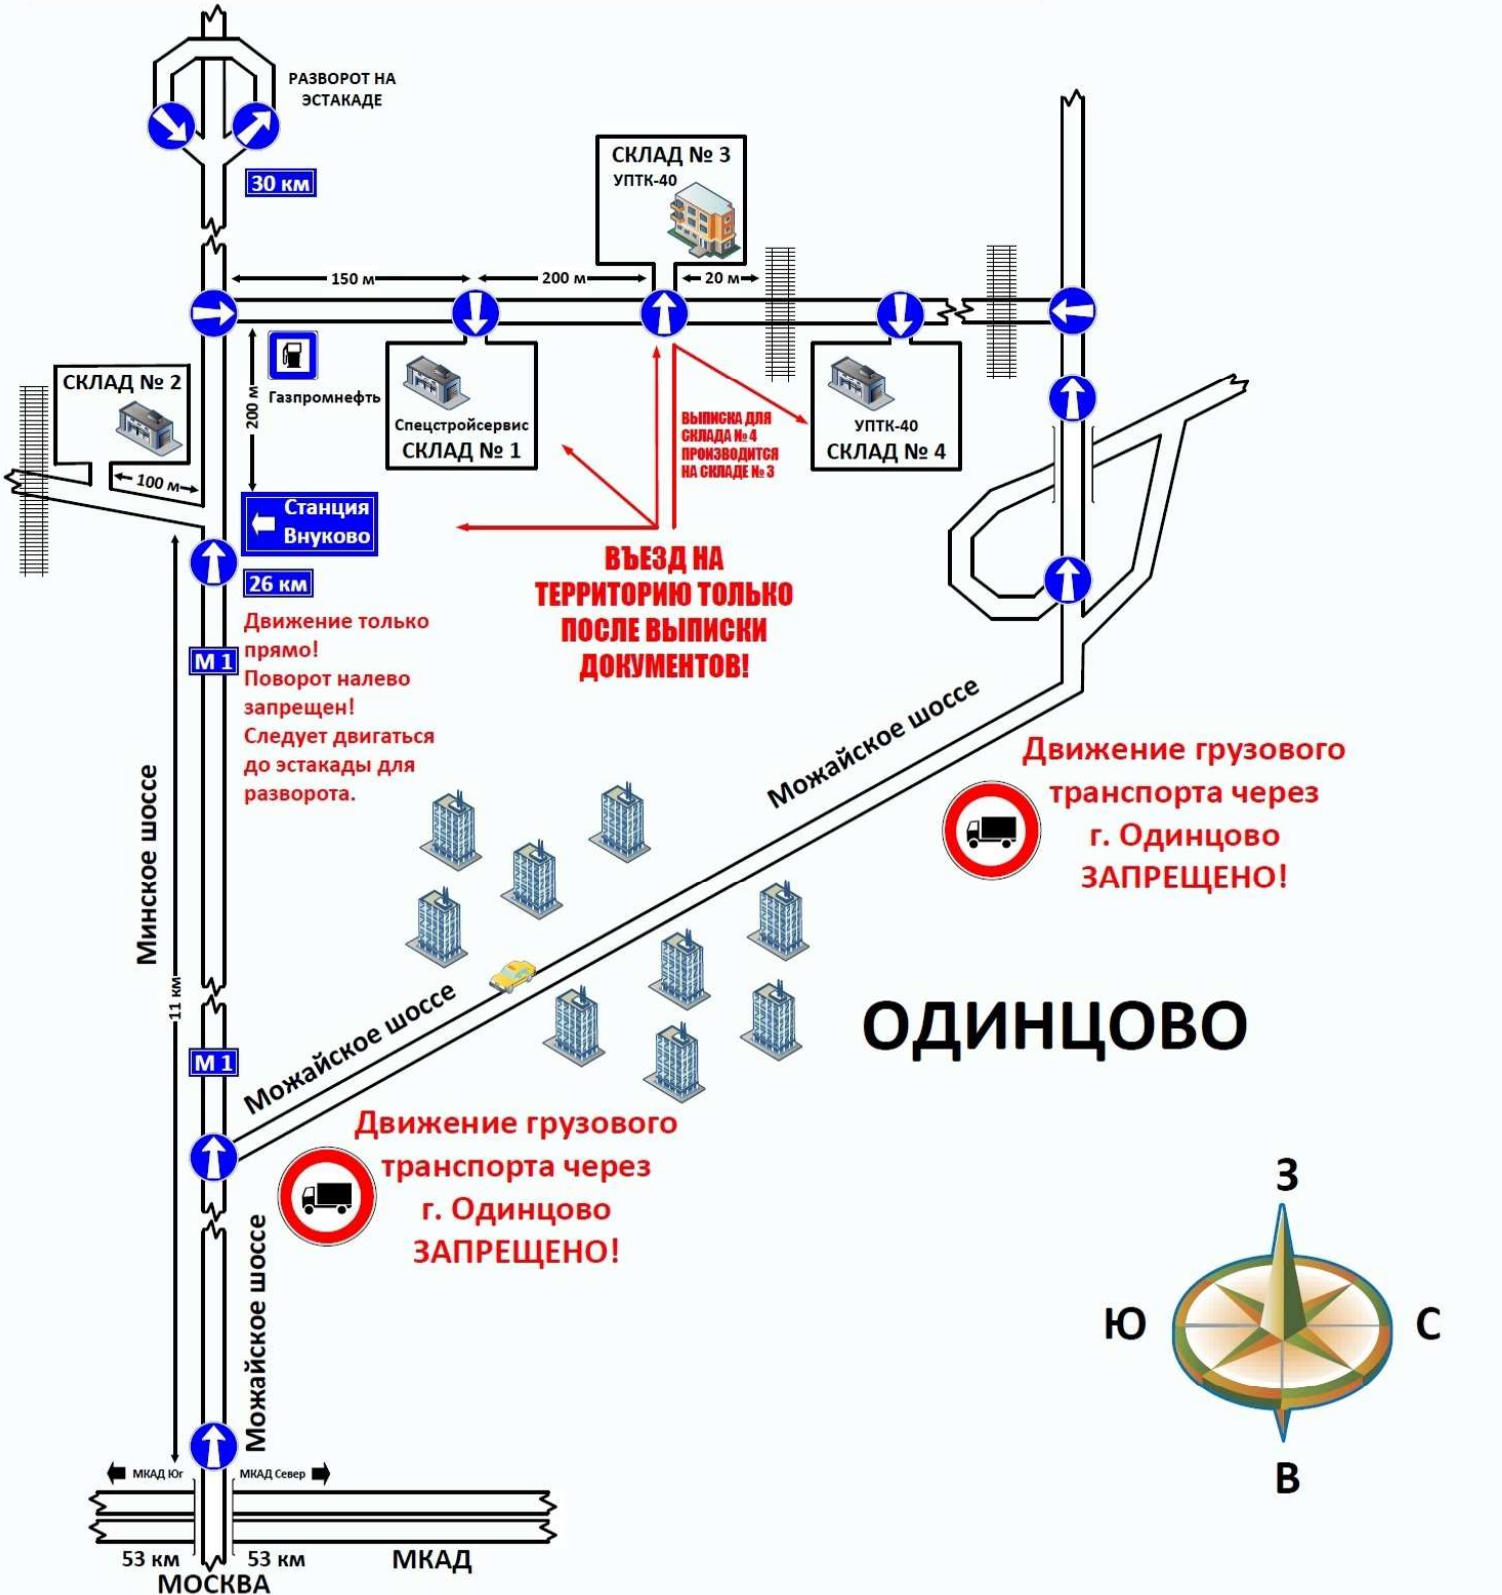 РАЗВОРОТ НА
ЭСТАКАДЕ
30 км
СКЛАД № 3
УПТК-40
150 м
200 м
20 м
СКЛАД № 2
200 м
Газпромнефть
Спецстройсервис
СКЛАД № 1
ВЫПИСКА ДЛЯ
СКЛАДА № 4
ПРОИЗВОДИТСЯ
НА СКЛАДЕ № 3
УПТК-40
СКЛАД № 4
100 м
Станция
Внуково
26 км
ВЪЕЗД НА
ТЕРРИТОРИЮ ТОЛЬКО
ПОСЛЕ ВЫПИСКИ
ДОКУМЕНТОВ!
Движение только
прямо!
Поворот налево
запрещен!
Следует двигаться
до эстакады для
разворота.
М 1
Минское шоссе
11 км
Можайское шоссе
Движение грузового
транспорта через
г. Одинцово
ЗАПРЕЩЕНО!
Можайское шоссе
ОДИНЦОВО
М 1
Движение грузового
транспорта через
г. Одинцово
ЗАПРЕЩЕНО!
Можайское шоссе
З
Ю
С
В
МКАД Юг
МКАД Север
53 км
53 км
МКАД
МОСКВА